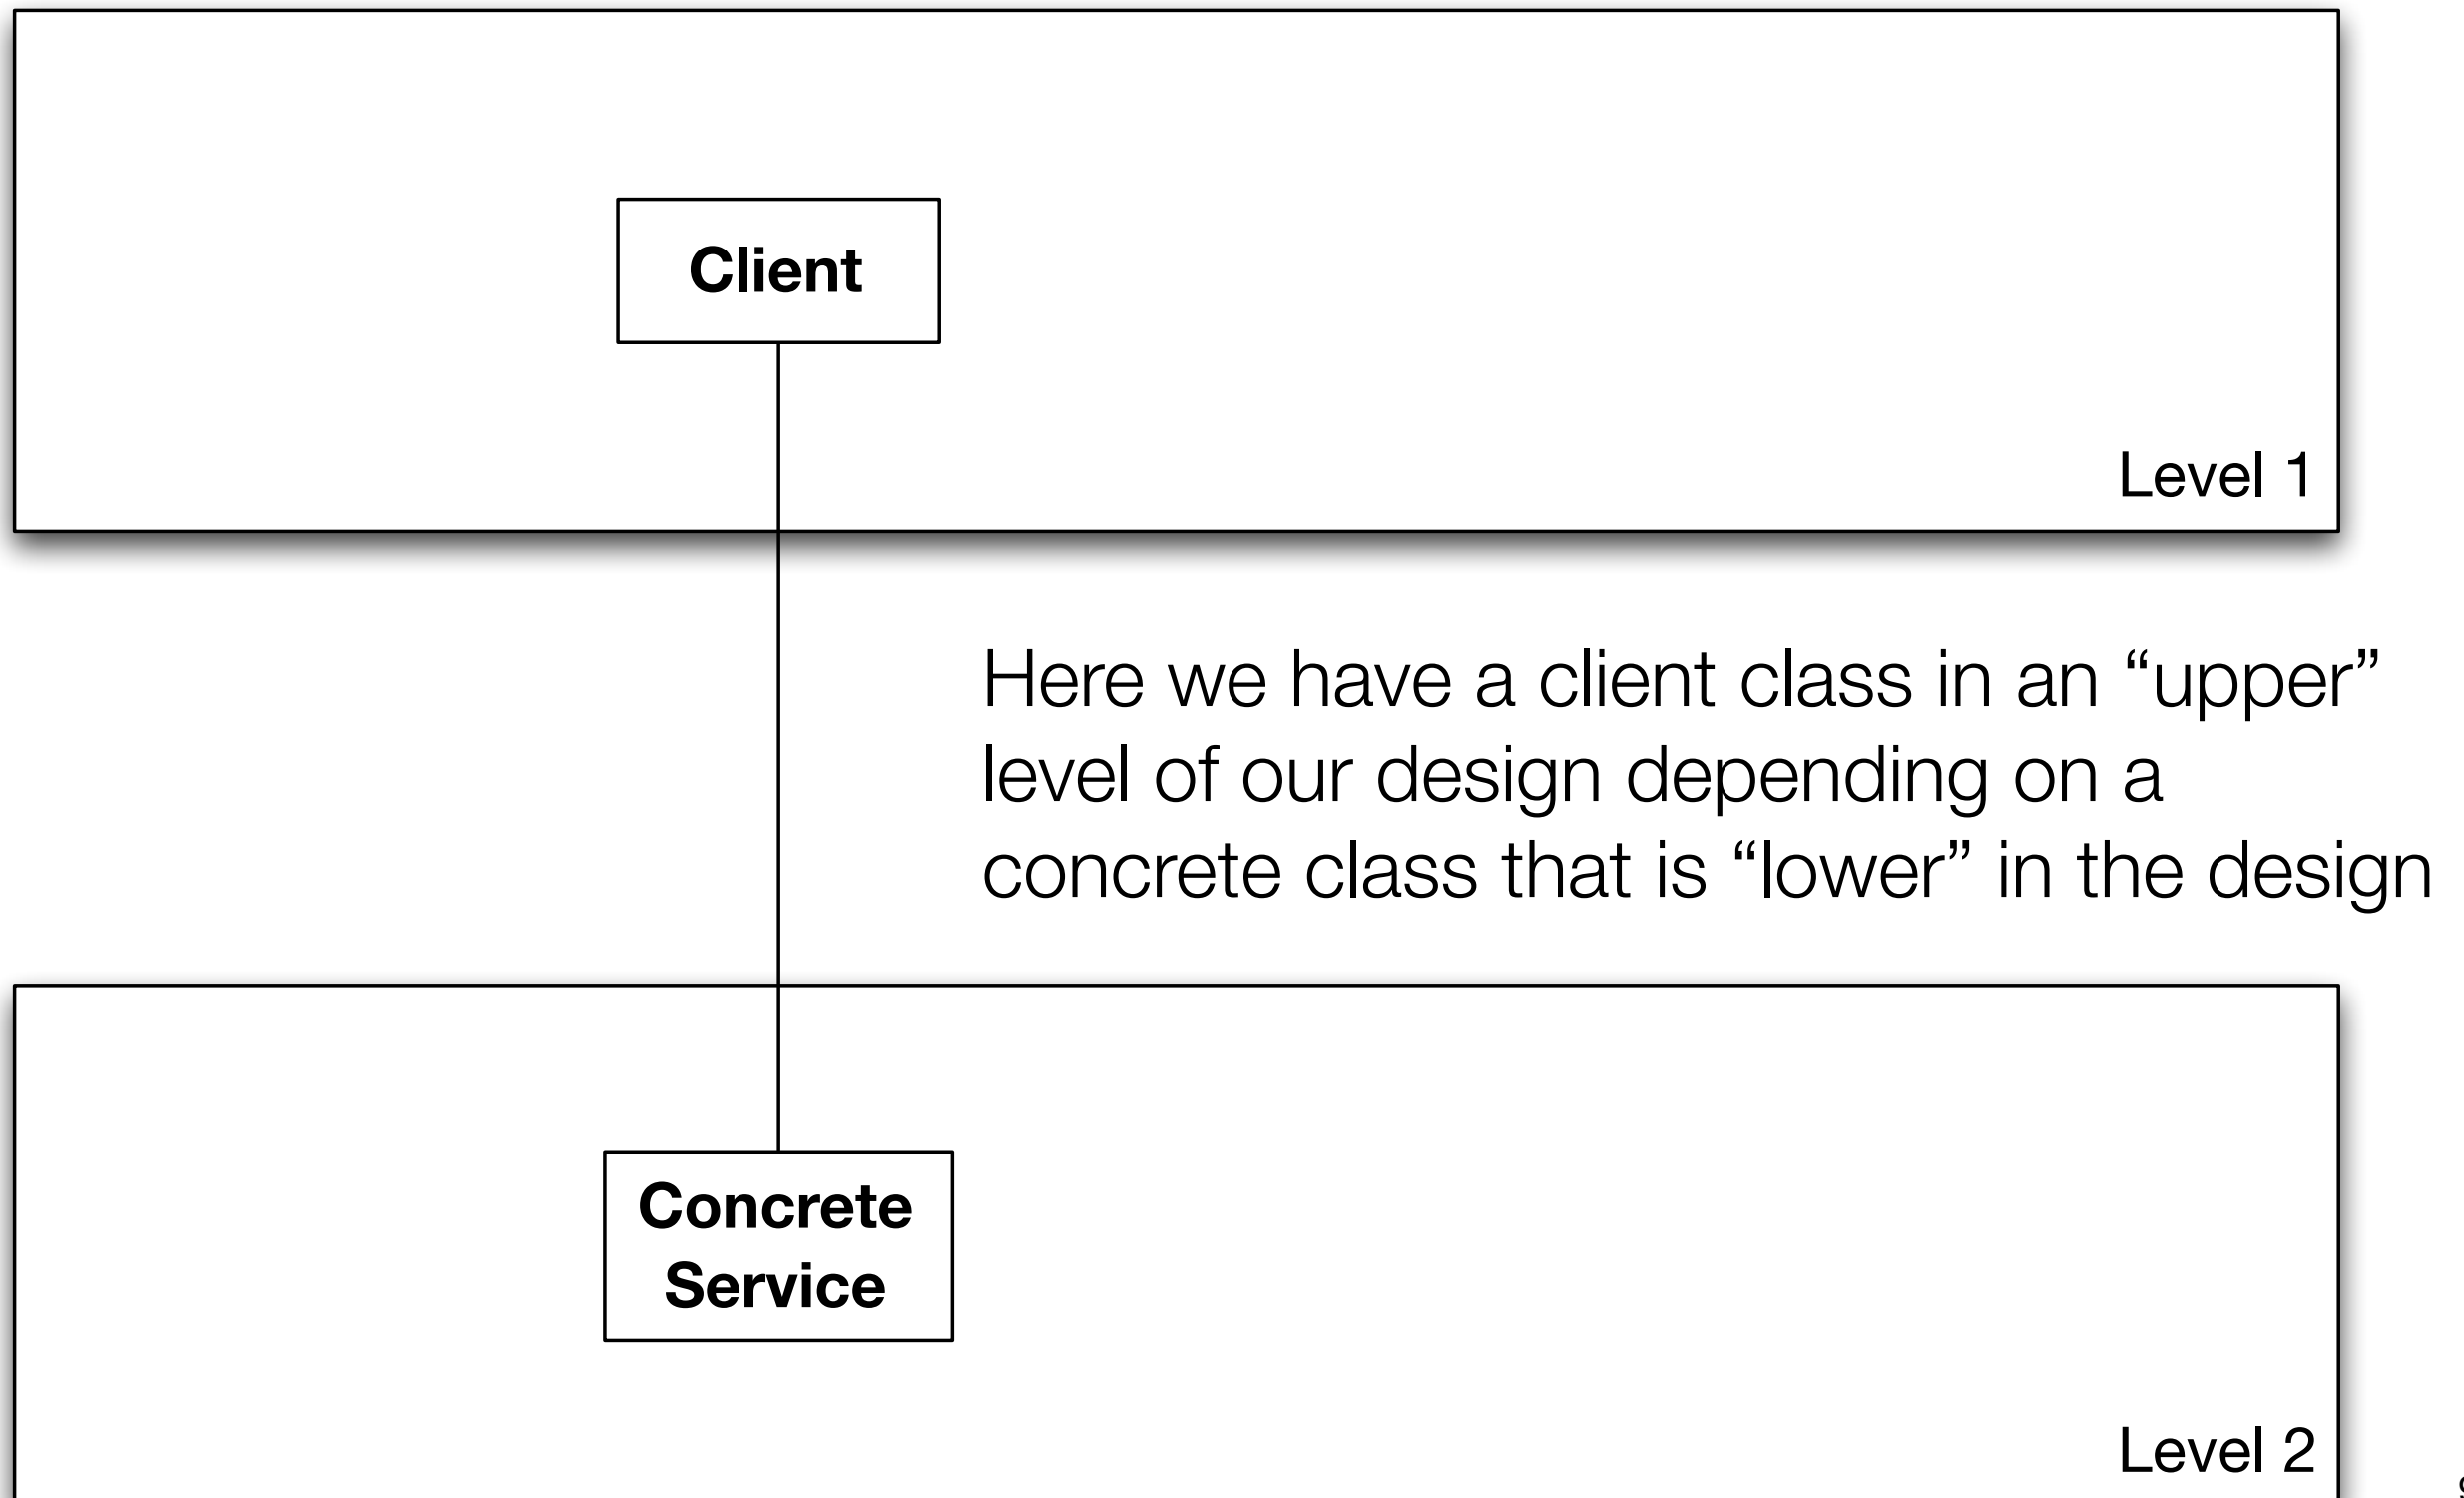 Client
Level 1
Here we have a client class in an “upper”
level of our design depending on a
concrete class that is “lower” in the design
Concrete
Service
Level 2